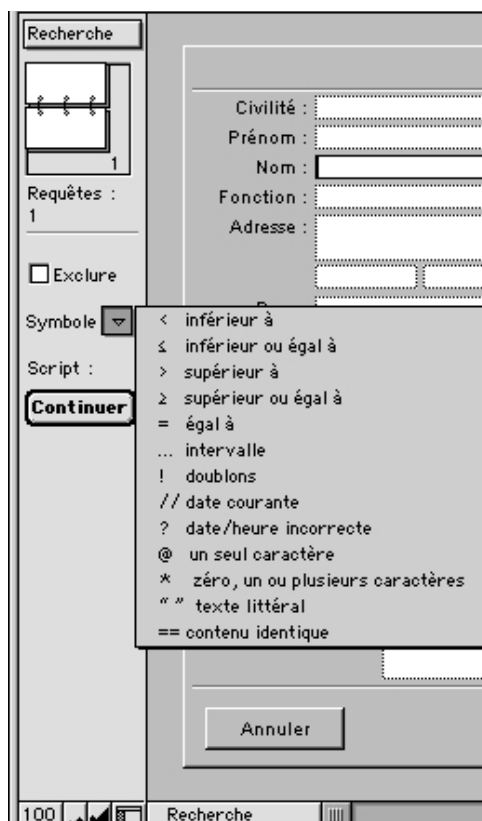 Recherche
1
Requêtes :
1
Exclure
Symbole
Script :
Continuer
Civilité :
Prénom :
Nom :
Fonction :
Adresse :
< inférieur à
≤ inférieur ou égal à
> supérieur à
≥ supérieur ou égal à
= égal à
... intervalle
! doublons
// date courante
? date/heure incorrecte
@ un seul caractère
* zéro, un ou plusieurs caractères
“ ” texte littéral
== contenu identique
Annuler
100
Recherche